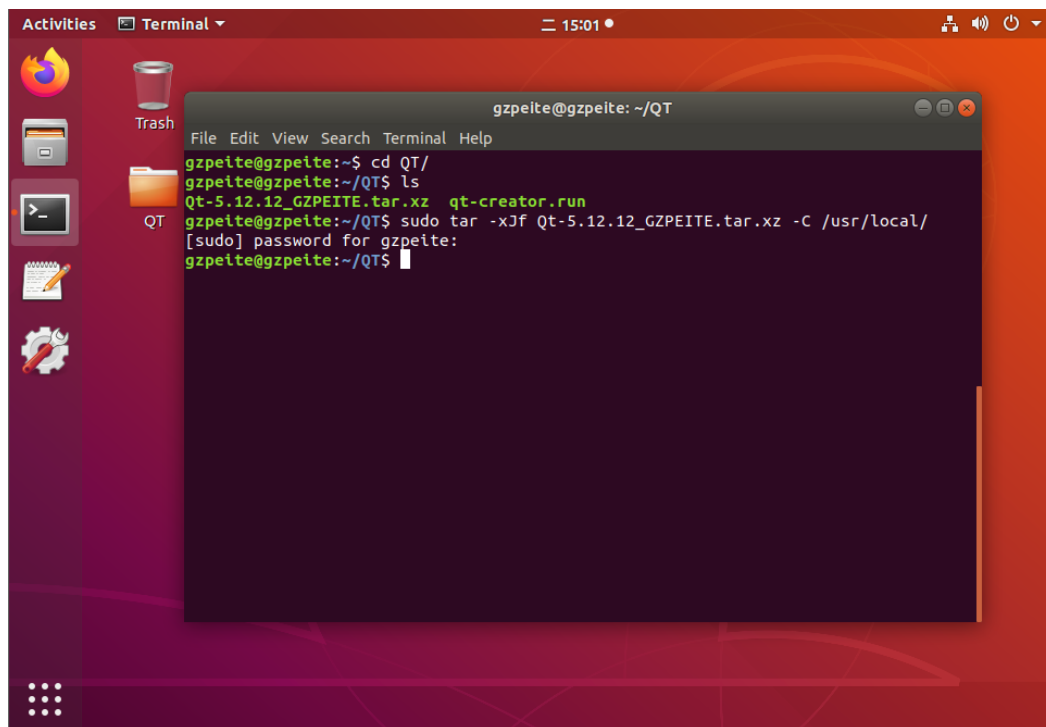 Activities Terminal 二 15:01
Trash
QT
gzpeite@gzpeite: ~/QT
File Edit View Search Terminal Help
gzpeite@gzpeite:~$ cd QT/
gzpeite@gzpeite:~/QT$ ls
Qt-5.12.12_GZPEITE.tar.xz qt-creator.run
gzpeite@gzpeite:~/QT$ sudo tar -xJf Qt-5.12.12_GZPEITE.tar.xz -C /usr/local/
[sudo] password for gzpeite:
gzpeite@gzpeite:~/QT$